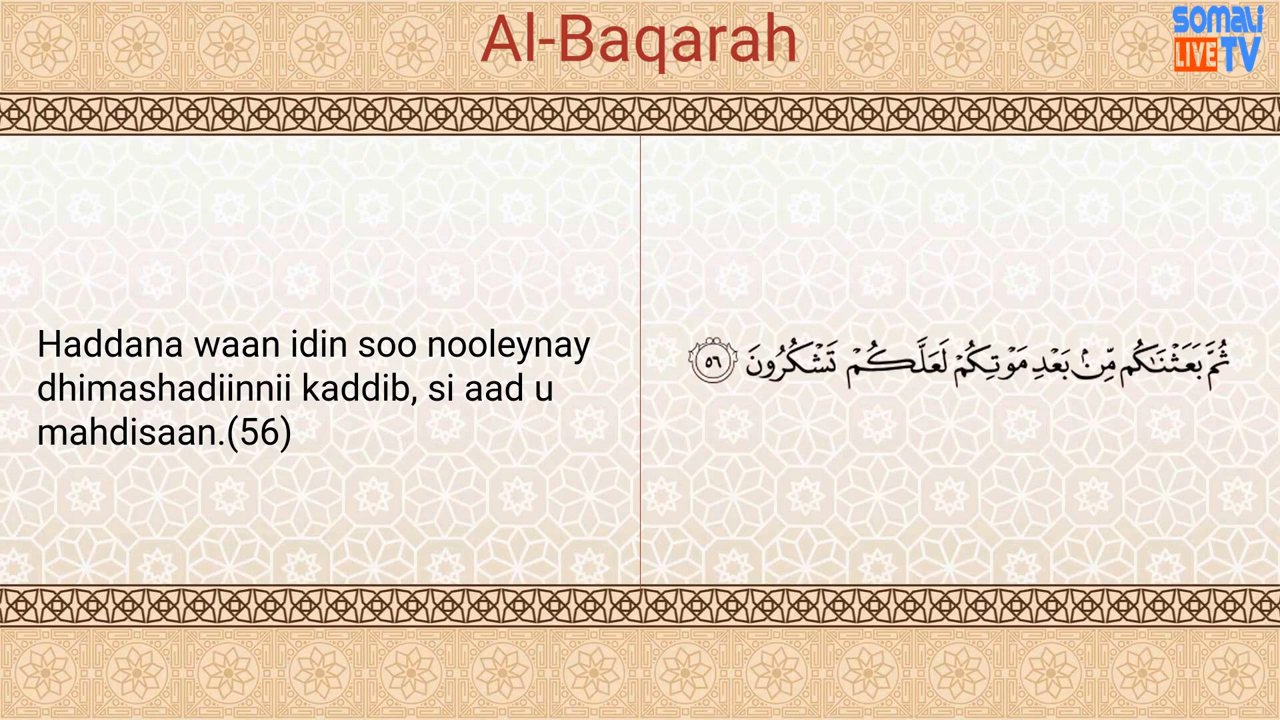 Al-Baqarah
SOMALI
LIVE TV
Haddana waan idin soo nooleynay
dhimashadiinnii kaddib, si aad u
mahdisaan.(56)
ثُمَّ بَعَثْنَٰكُم مِّنۢ بَعْدِ مَوْتِكُمْ لَعَلَّكُمْ تَشْكُرُونَ ٥٦